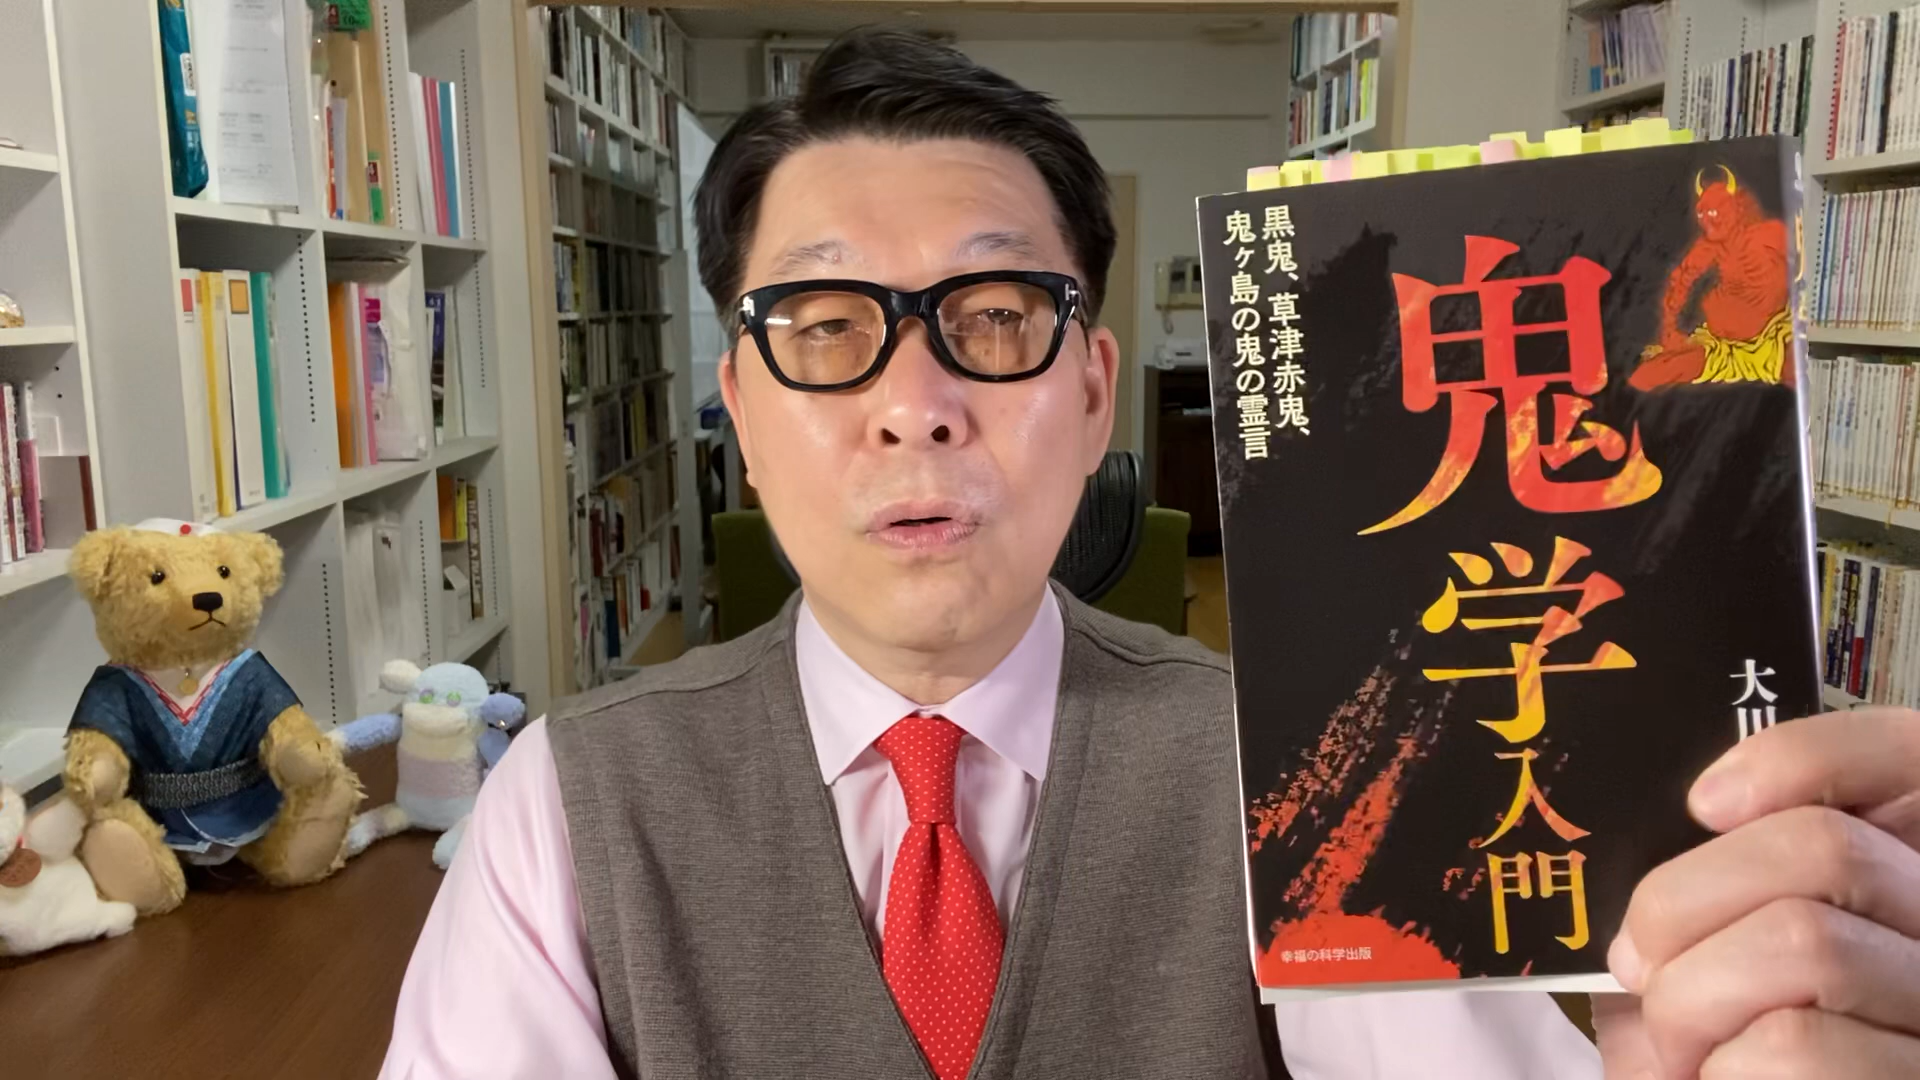 黒鬼、草津赤鬼、
鬼ヶ島の鬼の霊言
鬼学入門
大川
幸福の科学出版